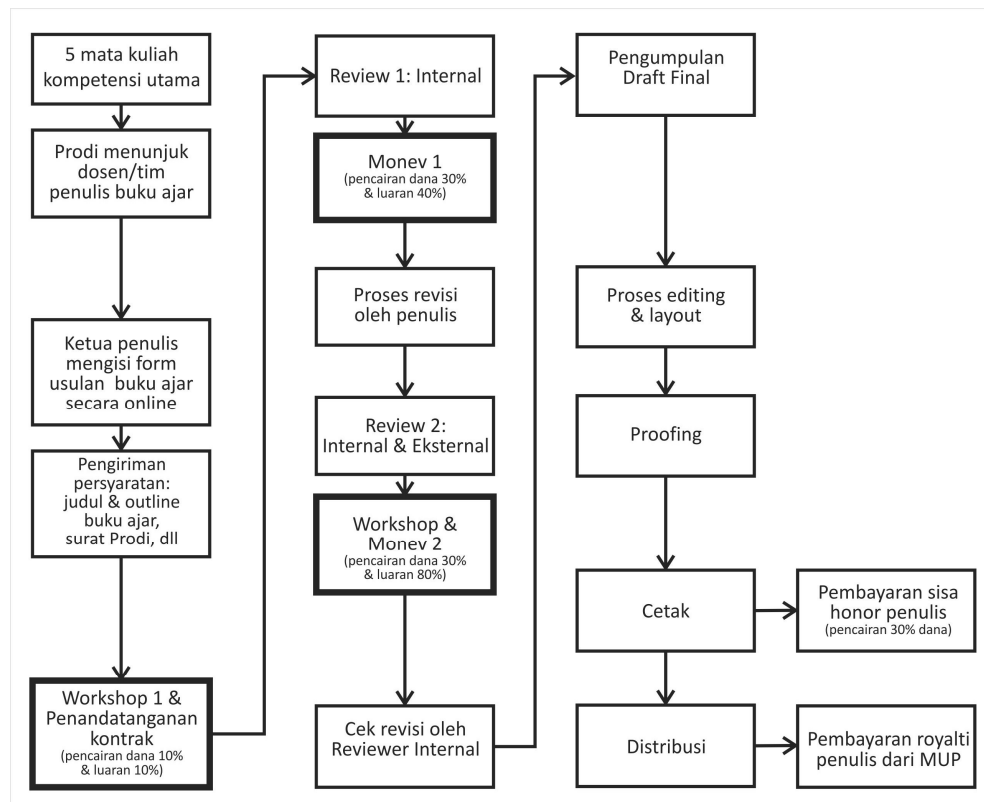 5 mata kuliah
kompetensi utama
Prodi menunjuk
dosen/tim
penulis buku ajar
Ketua penulis
mengisi form
usulan buku ajar
secara online
Pengiriman
persyaratan:
judul & outline
buku ajar,
surat Prodi, dll
Workshop 1 &
Penandatanganan
kontrak
(pencairan dana 10%
& luaran 10%)
Review 1: Internal
Monev 1
(pencairan dana 30%
& luaran 40%)
Proses revisi
oleh penulis
Review 2:
Internal & Eksternal
Workshop &
Monev 2
(pencairan dana 30%
& luaran 80%)
Cek revisi oleh
Reviewer Internal
Pengumpulan
Draft Final
Proses editing
& layout
Proofing
Cetak
Pembayaran sisa
honor penulis
(pencairan 30% dana)
Distribusi
Pembayaran royalti
penulis dari MUP